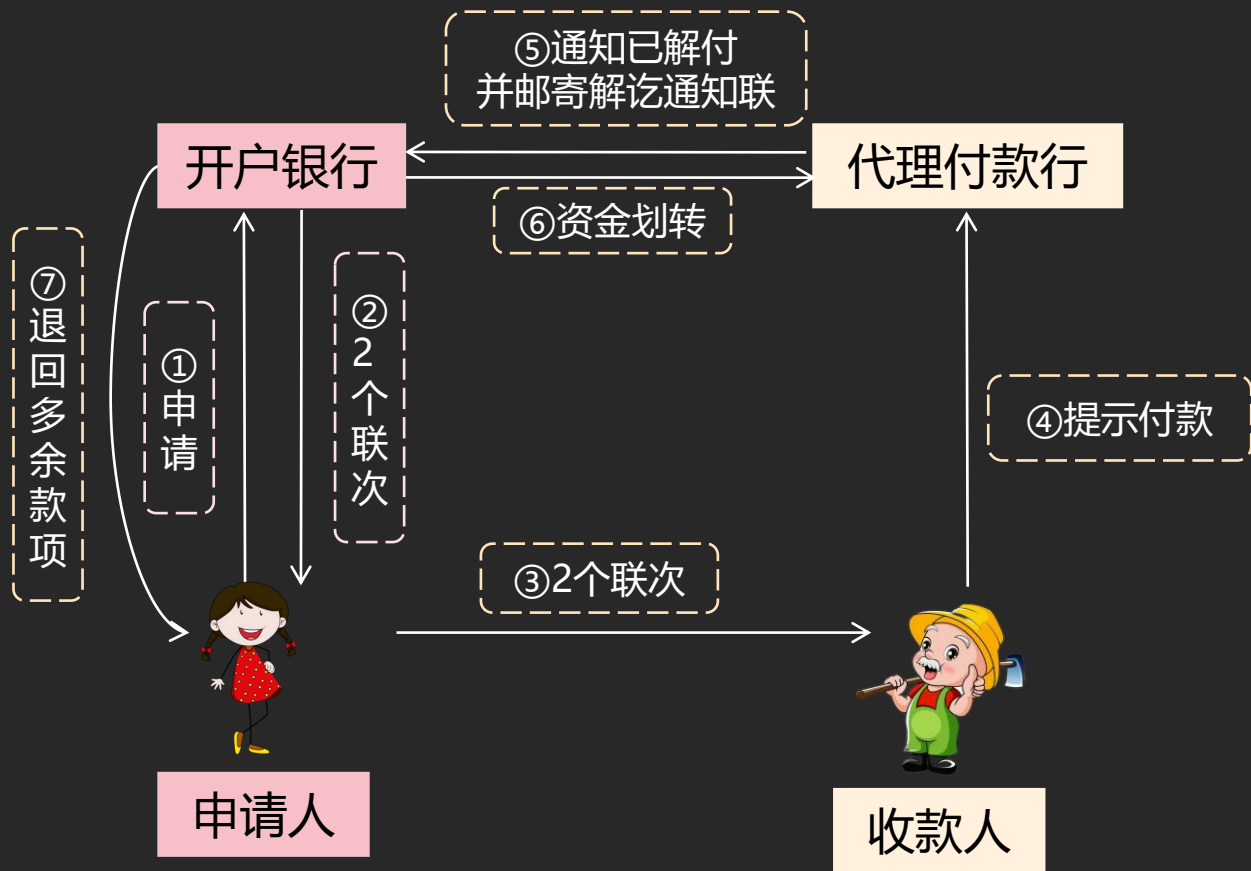 ⑤通知已解付
并邮寄解讫通知联
开户银行
代理付款行
⑥资金划转
⑦退回多余款项
①申请
②2个联次
④提示付款
③2个联次
申请人
收款人